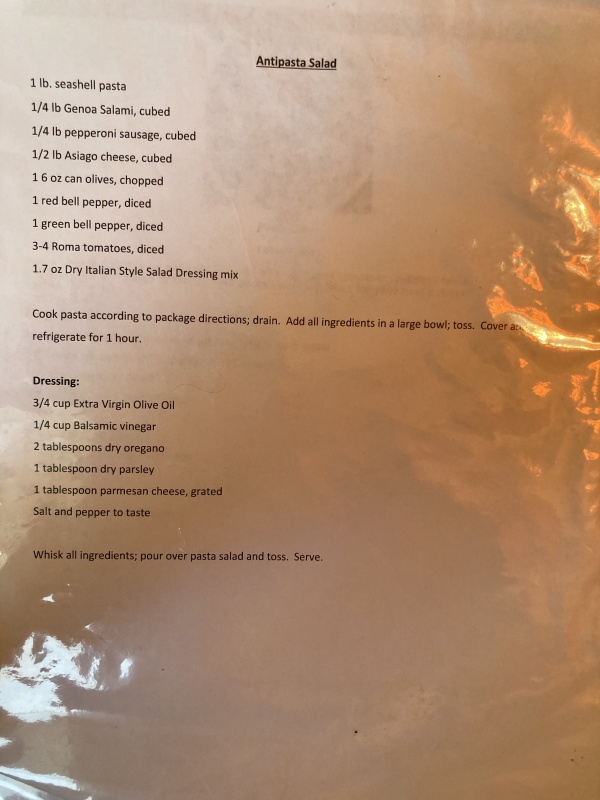 Antipasta Salad
1 lb. seashell pasta
1/4 lb Genoa Salami, cubed
1/4 lb pepperoni sausage, cubed
1/2 lb Asiago cheese, cubed
1 6 oz can olives, chopped
1 red bell pepper, diced
1 green bell pepper, diced
3-4 Roma tomatoes, diced
1.7 oz Dry Italian Style Salad Dressing mix
Cook pasta according to package directions; drain.  Add all ingredients in a large bowl; toss.  Cover
refrigerate for 1 hour.
Dressing:
3/4 cup Extra Virgin Olive Oil
1/4 cup Balsamic vinegar
2 tablespoons dry oregano
1 tablespoon dry parsley
1 tablespoon parmesan cheese, grated
Salt and pepper to taste
Whisk all ingredients; pour over pasta salad and toss.  Serve.